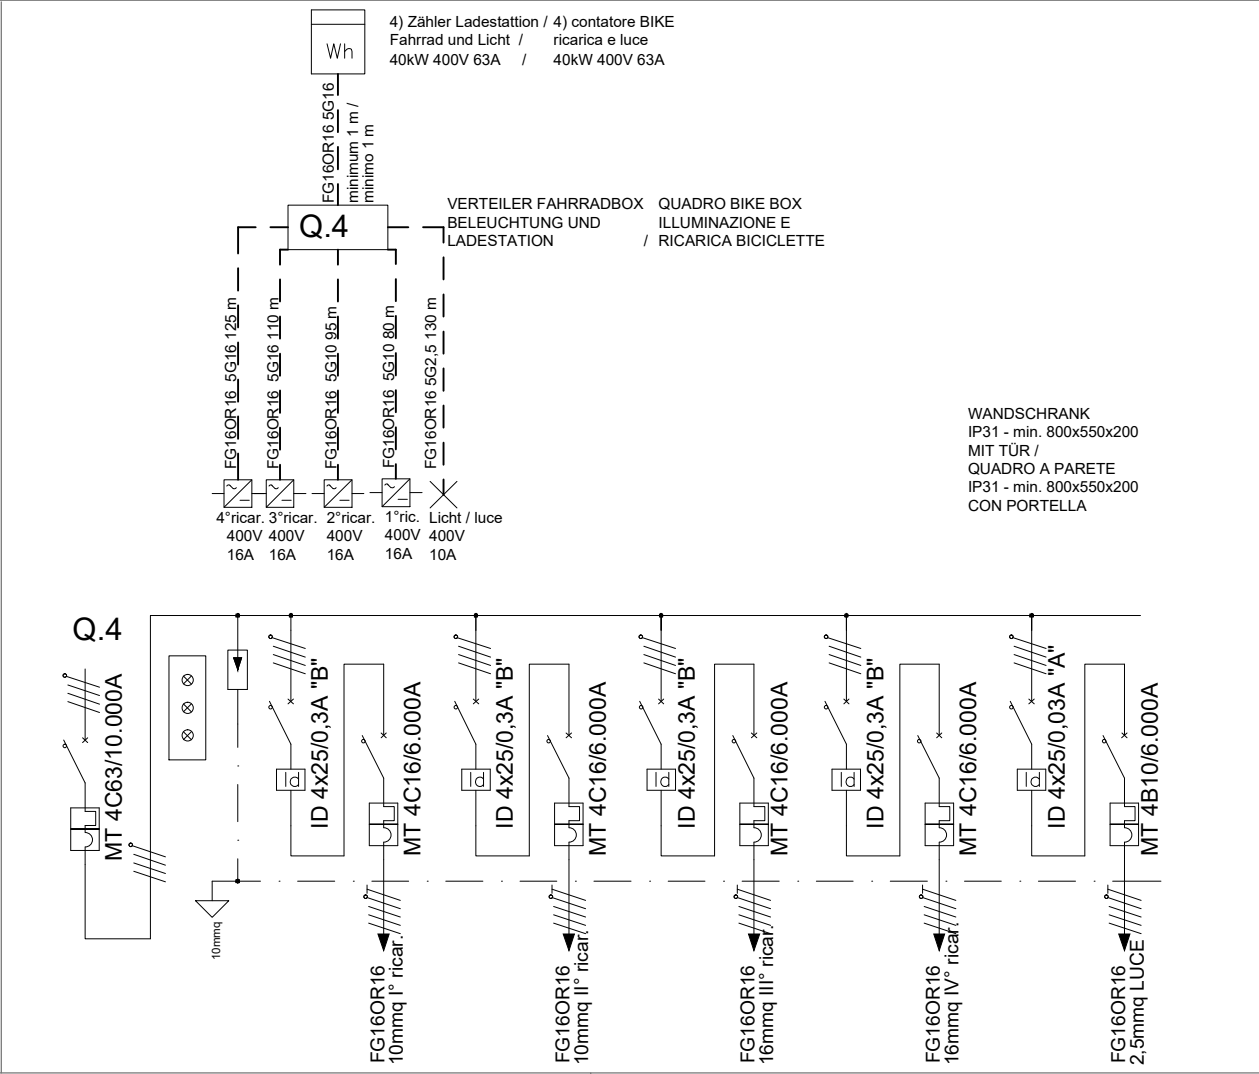 4) Zähler Ladestattion / 4) contatore BIKE
Fahrrad und Licht / ricarica e luce
40kW 400V 63A / 40kW 400V 63A
Wh
FG16OR16 5G16
minimum 1 m /
minimo 1 m
Q.4
VERTEILER FAHRRADBOX QUADRO BIKE BOX
BELEUCHTUNG UND ILLUMINAZIONE E
LADESTATION / RICARICA BICICLETTE
FG16OR16 5G16 125 m
FG16OR16 5G16 110 m
FG16OR16 5G10 95 m
FG16OR16 5G10 80 m
FG16OR16 5G2,5 130 m
4°ricar.
400V
16A
3°ricar.
400V
16A
2°ricar.
400V
16A
1°ric.
400V
16A
Licht / luce
400V
10A
WANDSCHRANK
IP31 - min. 800x550x200
MIT TÜR /
QUADRO A PARETE
IP31 - min. 800x550x200
CON PORTELLA
Q.4
MT 4C63/10.000A
10mmq
Id
ID 4x25/0,3A "B"
MT 4C16/6.000A
FG16OR16
10mmq I° ricar.
Id
ID 4x25/0,3A "B"
MT 4C16/6.000A
FG16OR16
10mmq II° ricar.
Id
ID 4x25/0,3A "B"
MT 4C16/6.000A
FG16OR16
16mmq III° ricar.
Id
ID 4x25/0,3A "B"
MT 4C16/6.000A
FG16OR16
16mmq IV° ricar.
Id
ID 4x25/0,03A "A"
MT 4B10/6.000A
FG16OR16
2,5mmq LUCE